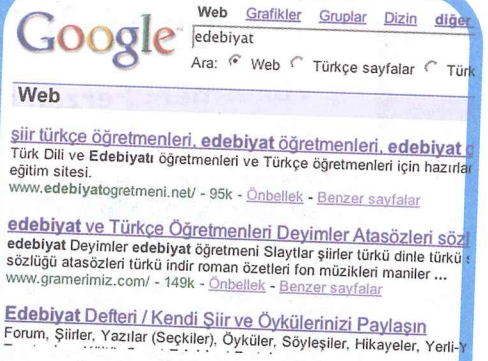 Google
Web Grafikler Gruplar Dizin diğer
edebiyat
Ara: Web Türkçe sayfalar Türk
Web
şiir türkçe öğretmenleri, edebiyat öğretmenleri, edebiyat
Türk Dili ve Edebiyatı öğretmenleri ve Türkçe öğretmenleri için hazırlan
eğitim sitesi.
www.edebiyatogretmeni.net/ - 95k - Önbellek - Benzer sayfalar
edebiyat ve Türkçe Öğretmenleri Deyimler Atasözleri sözl
edebiyat Deyimler edebiyat öğretmeni Slaytlar şiirler türkü dinle türkü
sözlüğü atasözleri türkü indir roman özetleri fon müzikleri maniler ...
www.gramerimiz.com/ - 149k - Önbellek - Benzer sayfalar
Edebiyat Defteri / Kendi Şiir ve Öykülerinizi Paylaşın
Forum, Şiirler, Yazılar (Seçkiler), Öyküler, Söyleşiler, Hikayeler, Yerli-Y